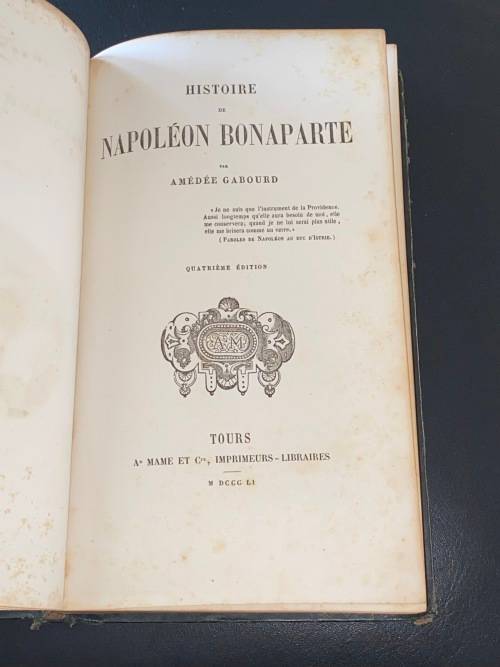 HISTOIRE
DE
NAPOLÉON BONAPARTE
PAR
AMÉDÉE GABOURD
« Je ne suis que l'instrument de la Providence.
Aussi longtemps qu'elle aura besoin de moi, elle
me conservera; quand je ne lui serai plus utile,
elle me brisera comme un verre. »
(PAROLES DE NAPOLÉON AU DUC D'ISTRIE.)
QUATRIÈME ÉDITION
A M
TOURS
Ad MAME ET Cie, IMPRIMEURS-LIBRAIRES
M DCCC LI